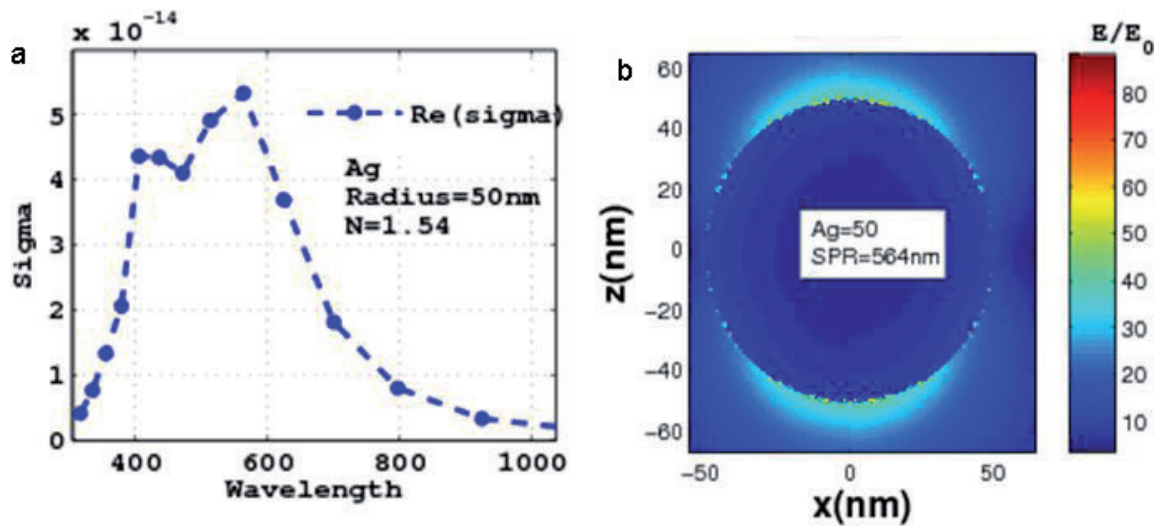 a
x 10⁻¹⁴
5
4
3
2
1
0
Sigma
400 600 800 1000
Wavelength
Re(sigma)
Ag
Radius=50nm
N=1.54
b
60
40
20
0
−20
−40
−60
z(nm)
−50 0 50
x(nm)
Ag=50
SPR=564nm
E/E₀
80
70
60
50
40
30
20
10